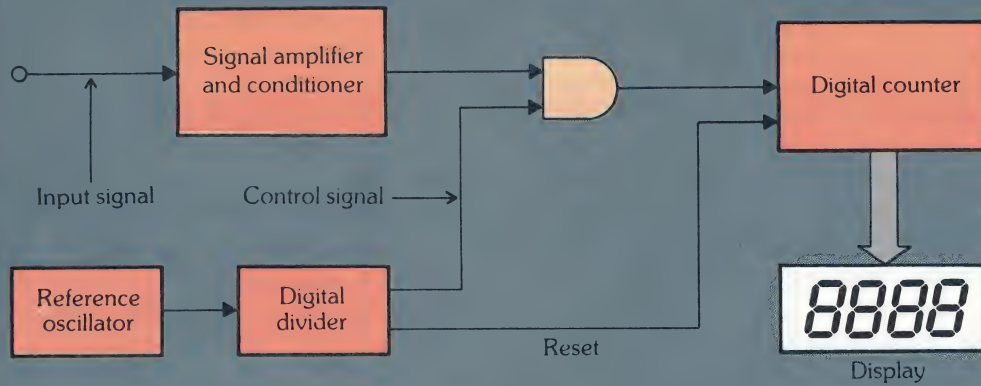 Signal amplifier
and conditioner
Digital counter
Input signal
Control signal
Reference
oscillator
Digital
divider
Reset
8888
Display